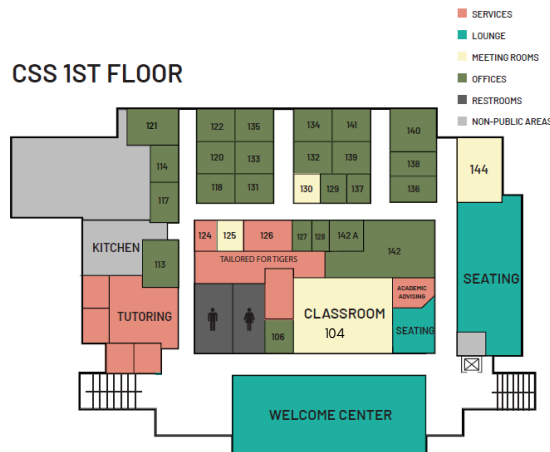 SERVICES
LOUNGE
MEETING ROOMS
OFFICES
RESTROOMS
NON-PUBLIC AREAS
CSS 1ST FLOOR
121
122
135
134
141
140
114
120
133
132
139
138
144
117
118
131
130
129
137
136
124
125
126
127
128
142 A
142
KITCHEN
113
TAILORED FOR TIGERS
SEATING
ACADEMIC
ADVISING
TUTORING
CLASSROOM
104
SEATING
106
WELCOME CENTER